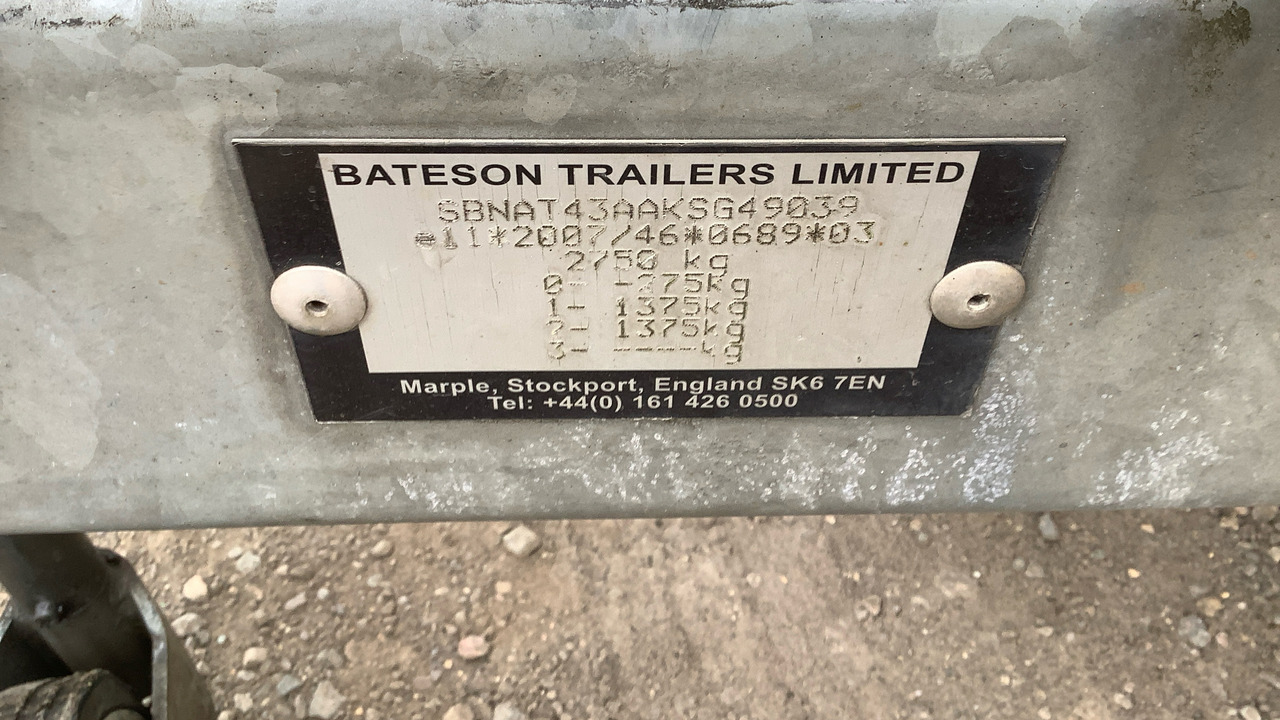 BATESON TRAILERS LIMITED
SBNAT43AAKSG49039
e11*2007/46*0689*03
2750 kg
0- -275kg
1- 1375kg
2- 1375kg
3- ----kg
Marple, Stockport, England SK6 7EN
Tel: +44(0) 161 426 0500